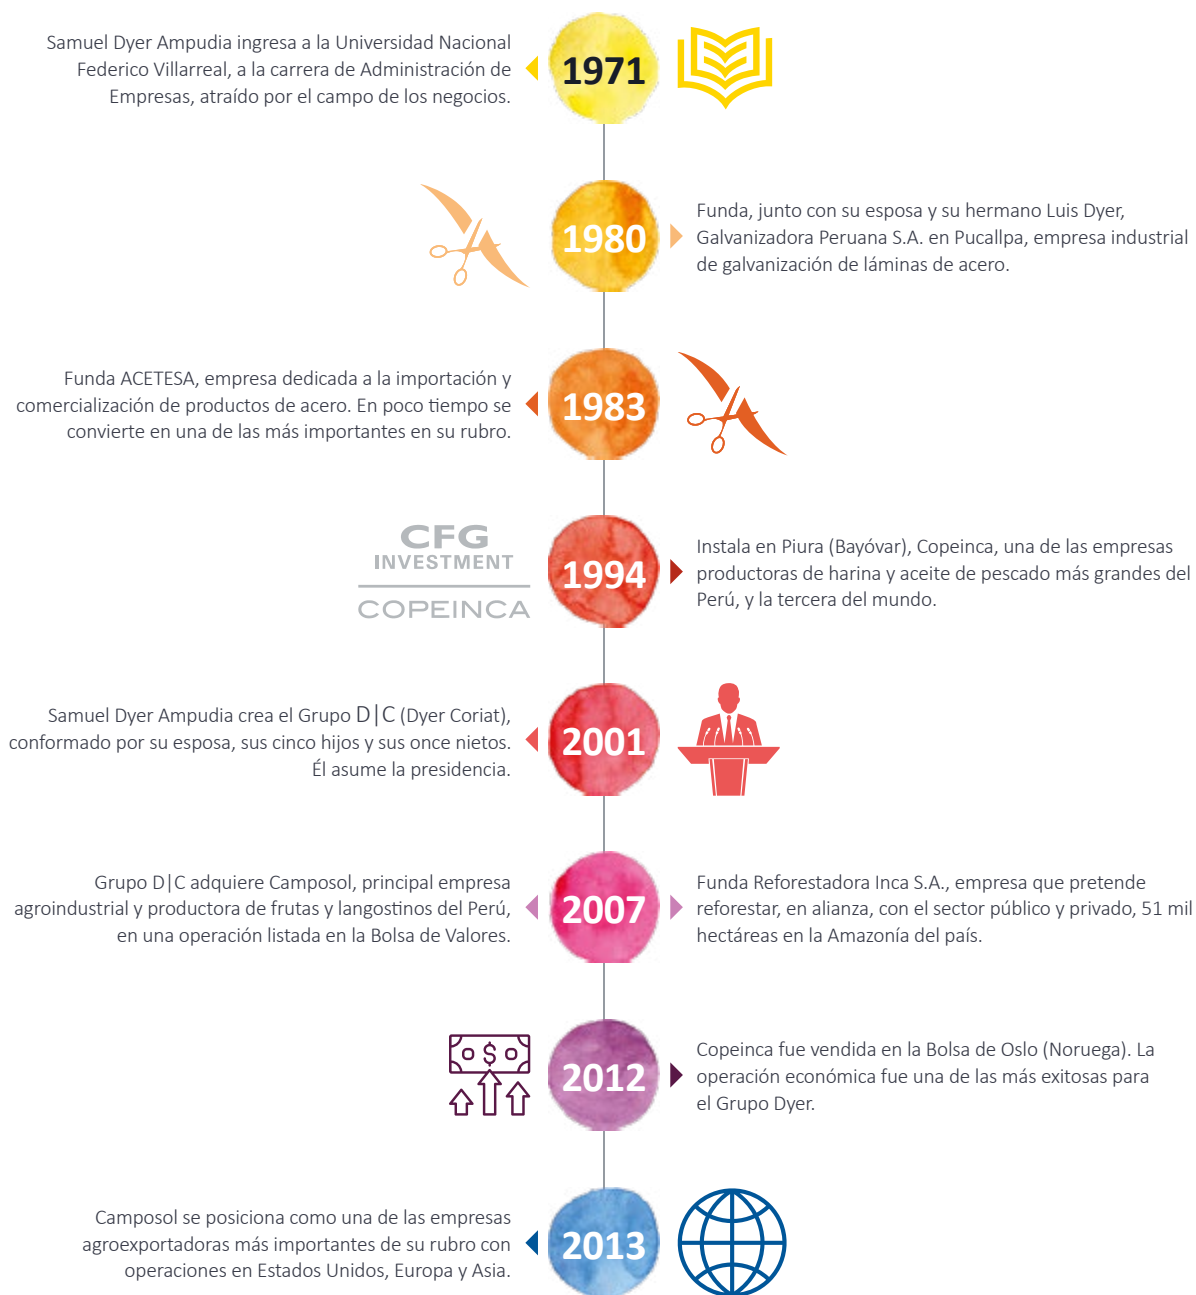 Samuel Dyer Ampudia ingresa a la Universidad Nacional
Federico Villarreal, a la carrera de Administración de
Empresas, atraído por el campo de los negocios.
1971
1980
Funda, junto con su esposa y su hermano Luis Dyer,
Galvanizadora Peruana S.A. en Pucallpa, empresa industrial
de galvanización de láminas de acero.
Funda ACETESA, empresa dedicada a la importación y
comercialización de productos de acero. En poco tiempo se
convierte en una de las más importantes en su rubro.
1983
CFG
INVESTMENT
COPEINCA
1994
Instala en Piura (Bayóvar), Copeinca, una de las empresas
productoras de harina y aceite de pescado más grandes del
Perú, y la tercera del mundo.
Samuel Dyer Ampudia crea el Grupo D|C (Dyer Coriat),
conformado por su esposa, sus cinco hijos y sus once nietos.
Él asume la presidencia.
2001
Grupo D|C adquiere Camposol, principal empresa
agroindustrial y productora de frutas y langostinos del Perú,
en una operación listada en la Bolsa de Valores.
2007
Funda Reforestadora Inca S.A., empresa que pretende
reforestar, en alianza, con el sector público y privado, 51 mil
hectáreas en la Amazonía del país.
$
2012
Copeinca fue vendida en la Bolsa de Oslo (Noruega). La
operación económica fue una de las más exitosas para
el Grupo Dyer.
Camposol se posiciona como una de las empresas
agroexportadoras más importantes de su rubro con
operaciones en Estados Unidos, Europa y Asia.
2013